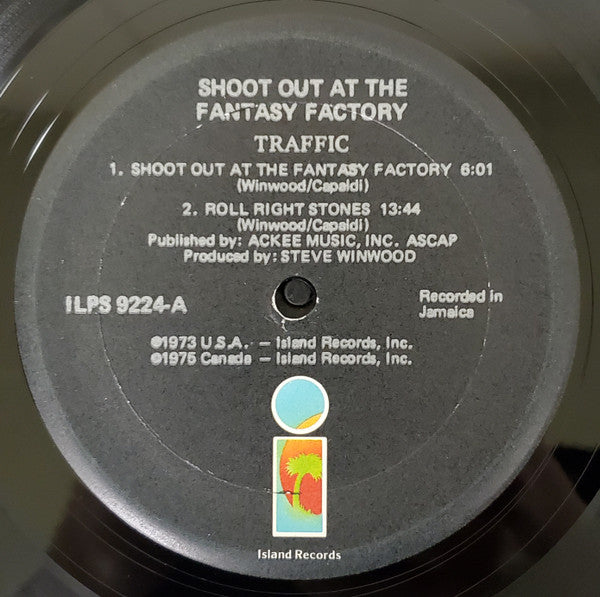 SHOOT OUT AT THE
FANTASY FACTORY
TRAFFIC
1. SHOOT OUT AT THE FANTASY FACTORY 6:01
(Winwood/Capaldi)
2. ROLL RIGHT STONES 13:44
(Winwood/Capaldi)
Published by: ACKEE MUSIC, INC. ASCAP
Produced by: STEVE WINWOOD
ILPS 9224-A
Recorded in
Jamaica
©1973 U.S.A. – Island Records, Inc.
©1975 Canada – Island Records, Inc.
i
Island Records